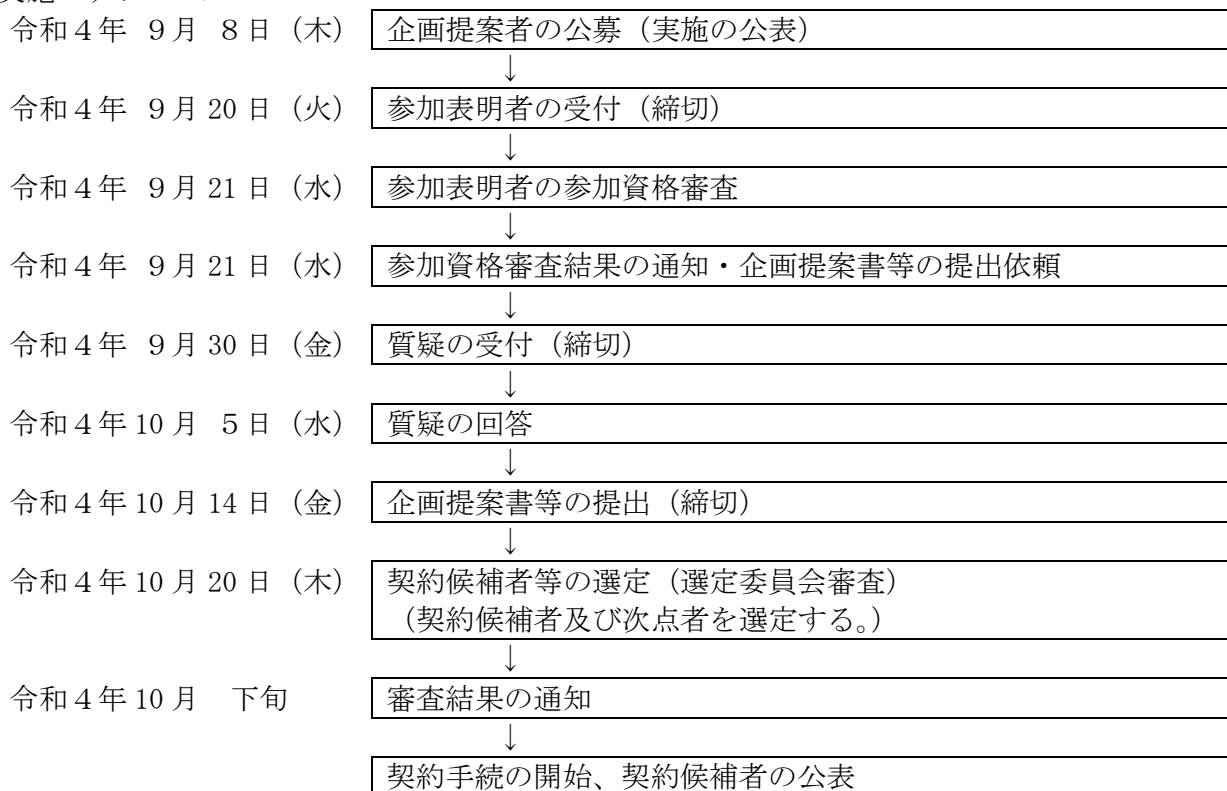 令和４年 ９月 ８日（木） 企画提案者の公募（実施の公表）
↓
令和４年 ９月 20 日（火） 参加表明者の受付（締切）
↓
令和４年 ９月 21 日（水） 参加表明者の参加資格審査
↓
令和４年 ９月 21 日（水） 参加資格審査結果の通知・企画提案書等の提出依頼
↓
令和４年 ９月 30 日（金） 質疑の受付（締切）
↓
令和４年 10 月 ５日（水） 質疑の回答
↓
令和４年 10 月 14 日（金） 企画提案書等の提出（締切）
↓
令和４年 10 月 20 日（木） 契約候補者等の選定（選定委員会審査）
（契約候補者及び次点者を選定する。）
↓
令和４年 10 月　下旬 審査結果の通知
↓
契約手続の開始、契約候補者の公表